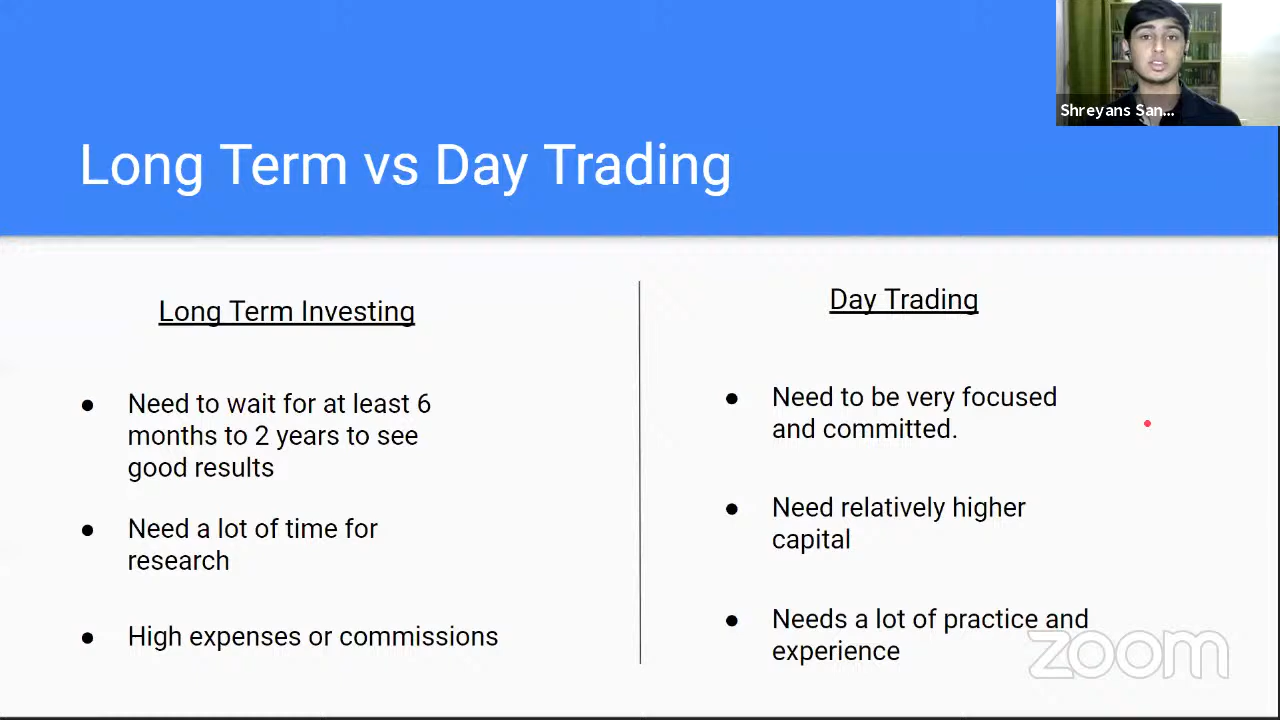 Shreyans San...
Long Term vs Day Trading
Long Term Investing
Need to wait for at least 6
months to 2 years to see
good results
Need a lot of time for
research
High expenses or commissions
Day Trading
Need to be very focused
and committed.
Need relatively higher
capital
Needs a lot of practice and
experience
zoom